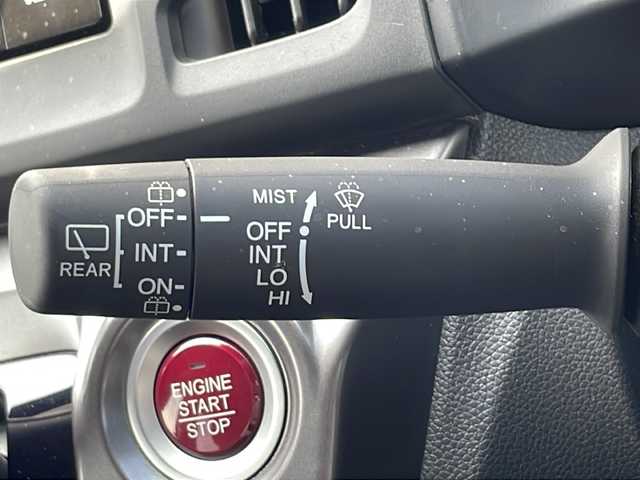 REAR
OFF
INT
ON
MIST
OFF
INT
LO
HI
PULL
ENGINE
START
STOP